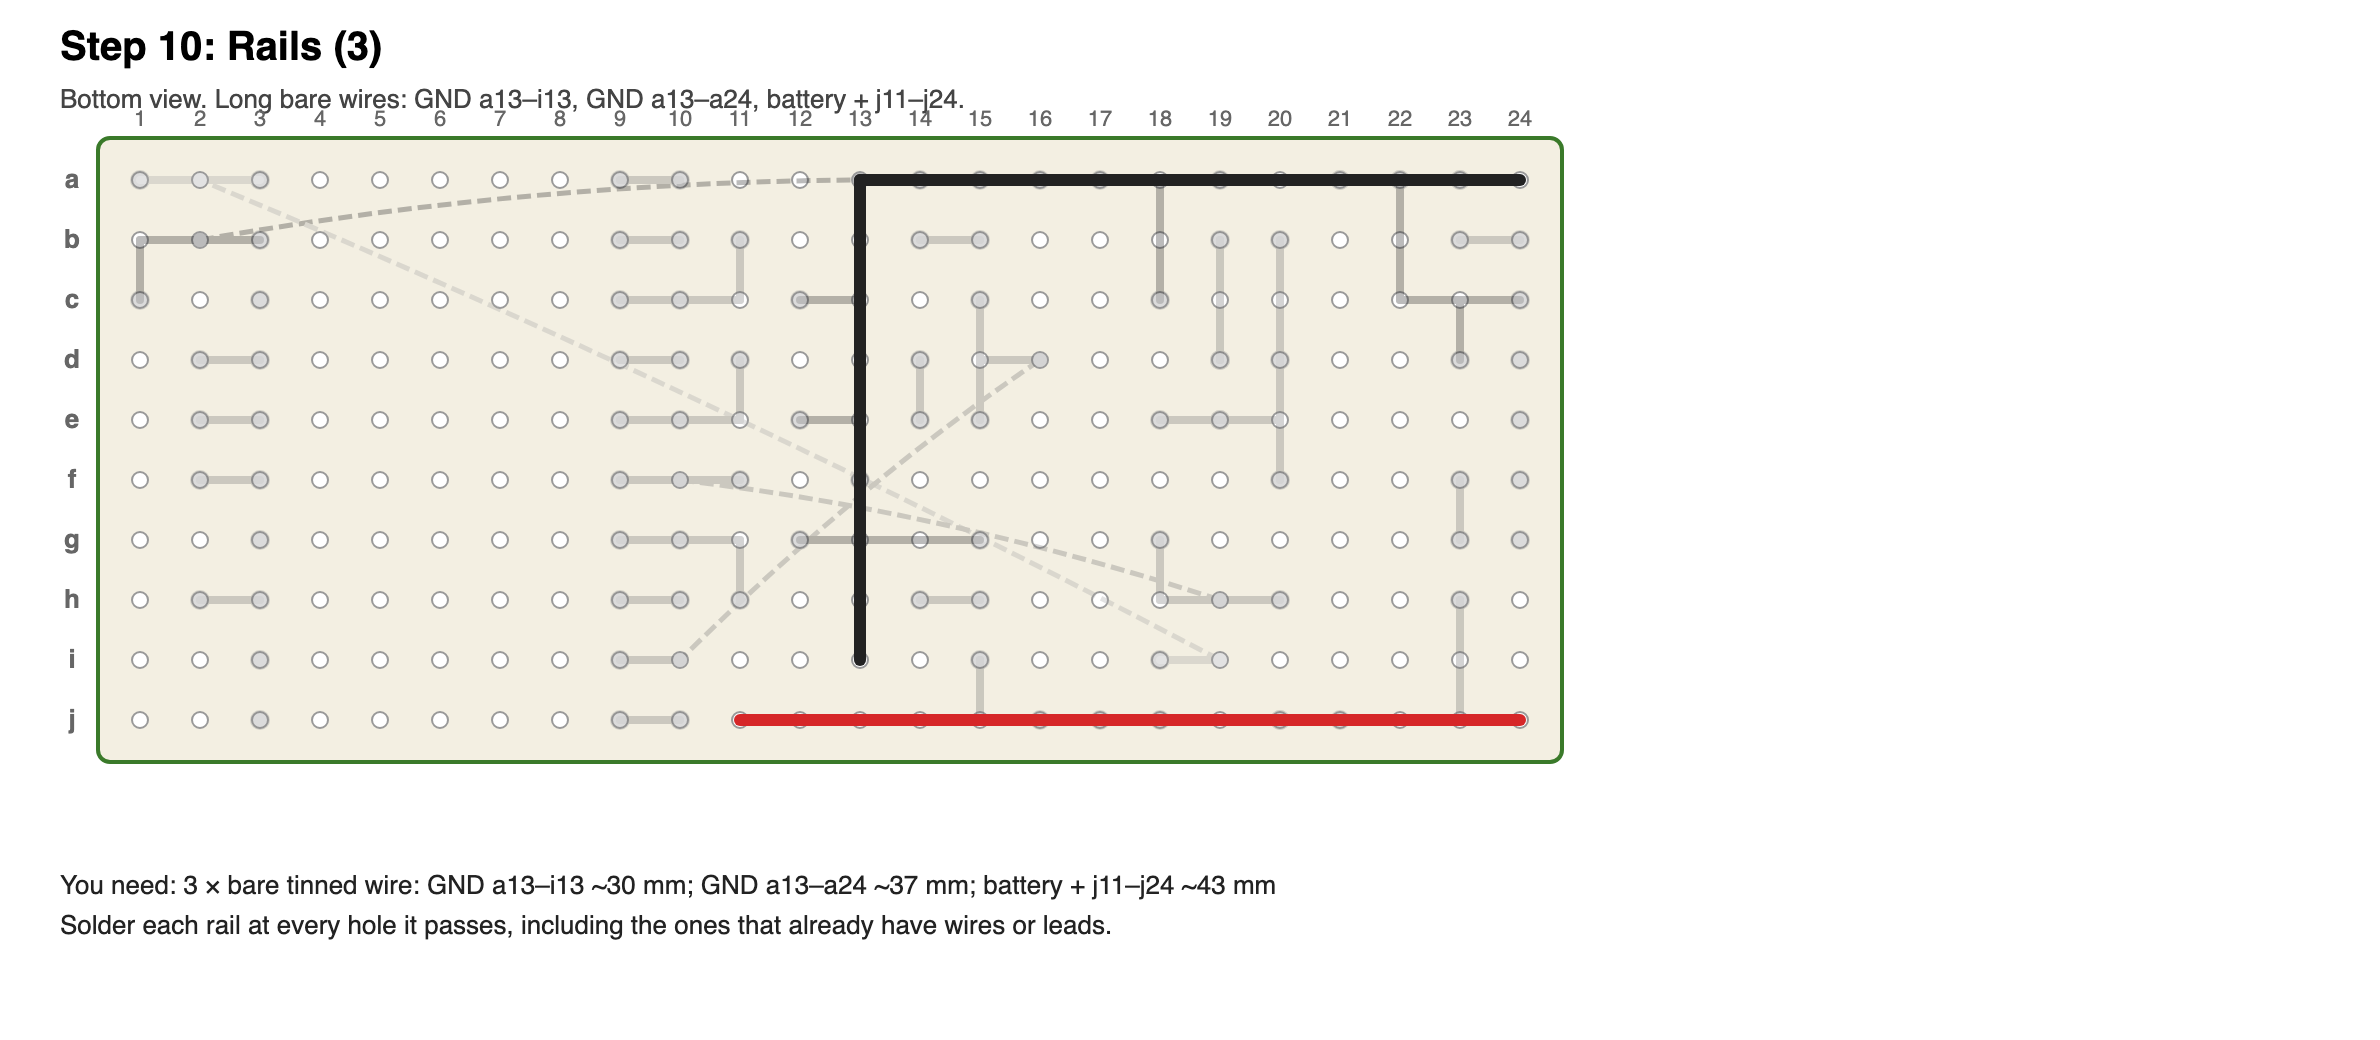 Step 10: Rails (3)
Bottom view. Long bare wires: GND a13–i13, GND a13–a24, battery + j11–j24.
1 2 3 4 5 6 7 8 9 10 11 12 13 14 15 16 17 18 19 20 21 22 23 24
a
b
c
d
e
f
g
h
i
j
You need: 3 × bare tinned wire: GND a13–i13 ~30 mm; GND a13–a24 ~37 mm; battery + j11–j24 ~43 mm
Solder each rail at every hole it passes, including the ones that already have wires or leads.